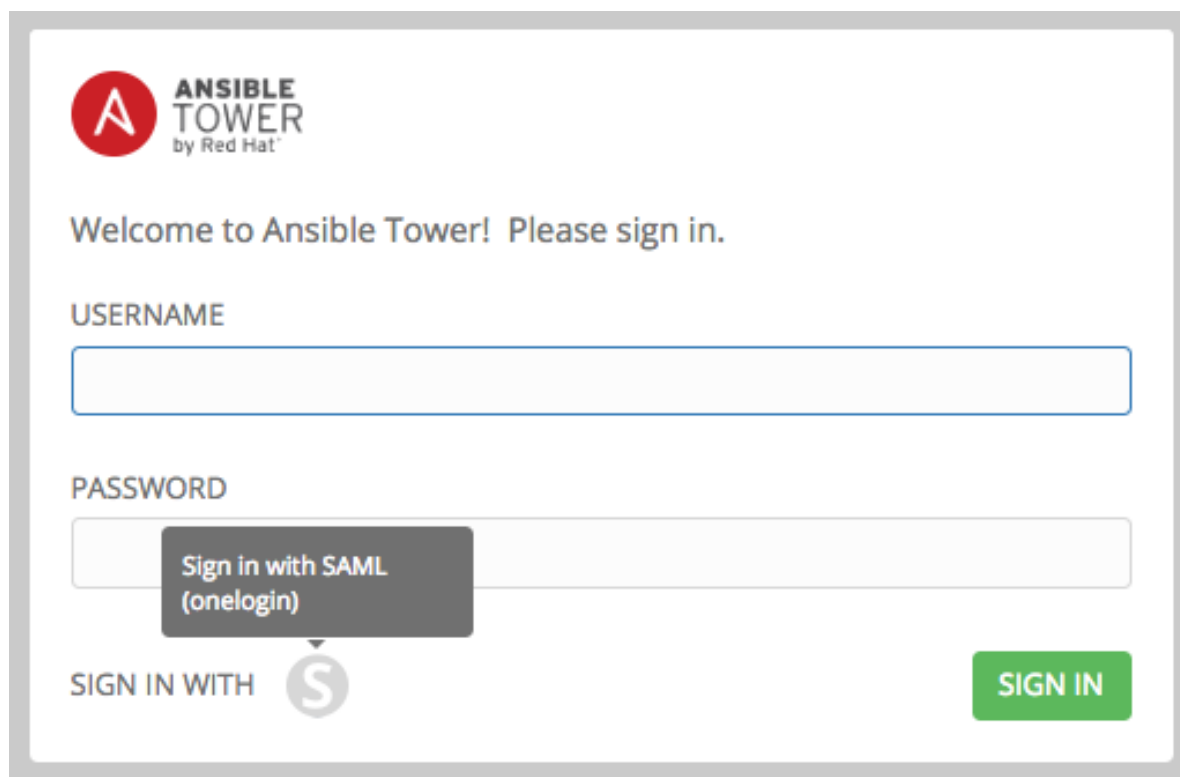 ANSIBLE
TOWER
by Red Hat
Welcome to Ansible Tower! Please sign in.
USERNAME
PASSWORD
Sign in with SAML
(onelogin)
SIGN IN WITH S
SIGN IN